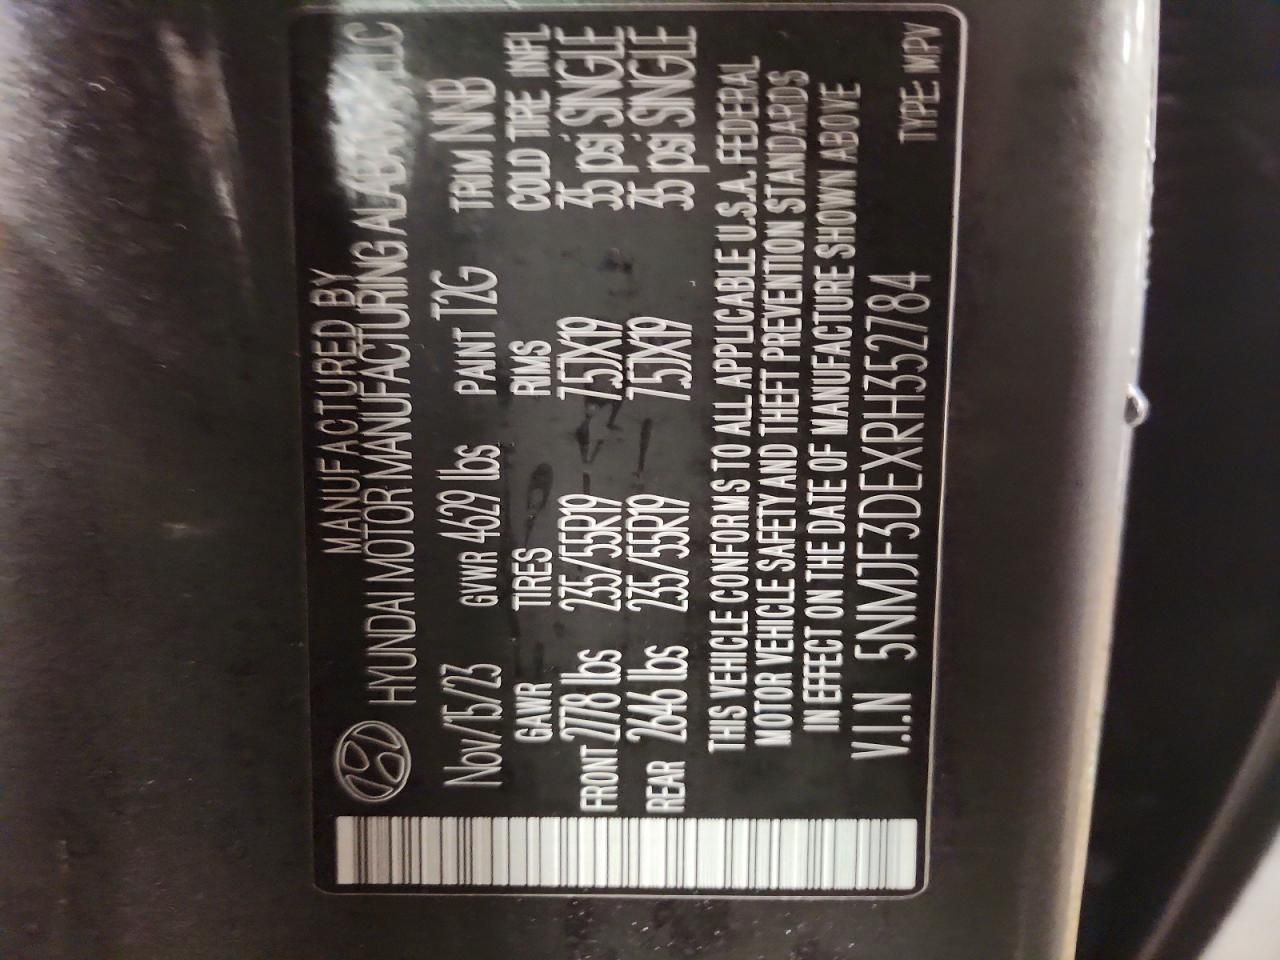 MANUFACTURED BY
HYUNDAI MOTOR MANUFACTURING ALABAMA, LLC
Nov/15/23 GVWR 4629 lbs PAINT T2G TRIM NNB
GAWR TIRES RIMS COLD TIRE INFL
FRONT 2778 lbs 235/55R19 7.5JX19 35 psi SINGLE
REAR 2646 lbs 235/55R19 7.5JX19 35 psi SINGLE
THIS VEHICLE CONFORMS TO ALL APPLICABLE U.S.A. FEDERAL
MOTOR VEHICLE SAFETY AND THEFT PREVENTION STANDARDS
IN EFFECT ON THE DATE OF MANUFACTURE SHOWN ABOVE
V.I.N 5NMJF3DEXRH352784
TYPE: MPV